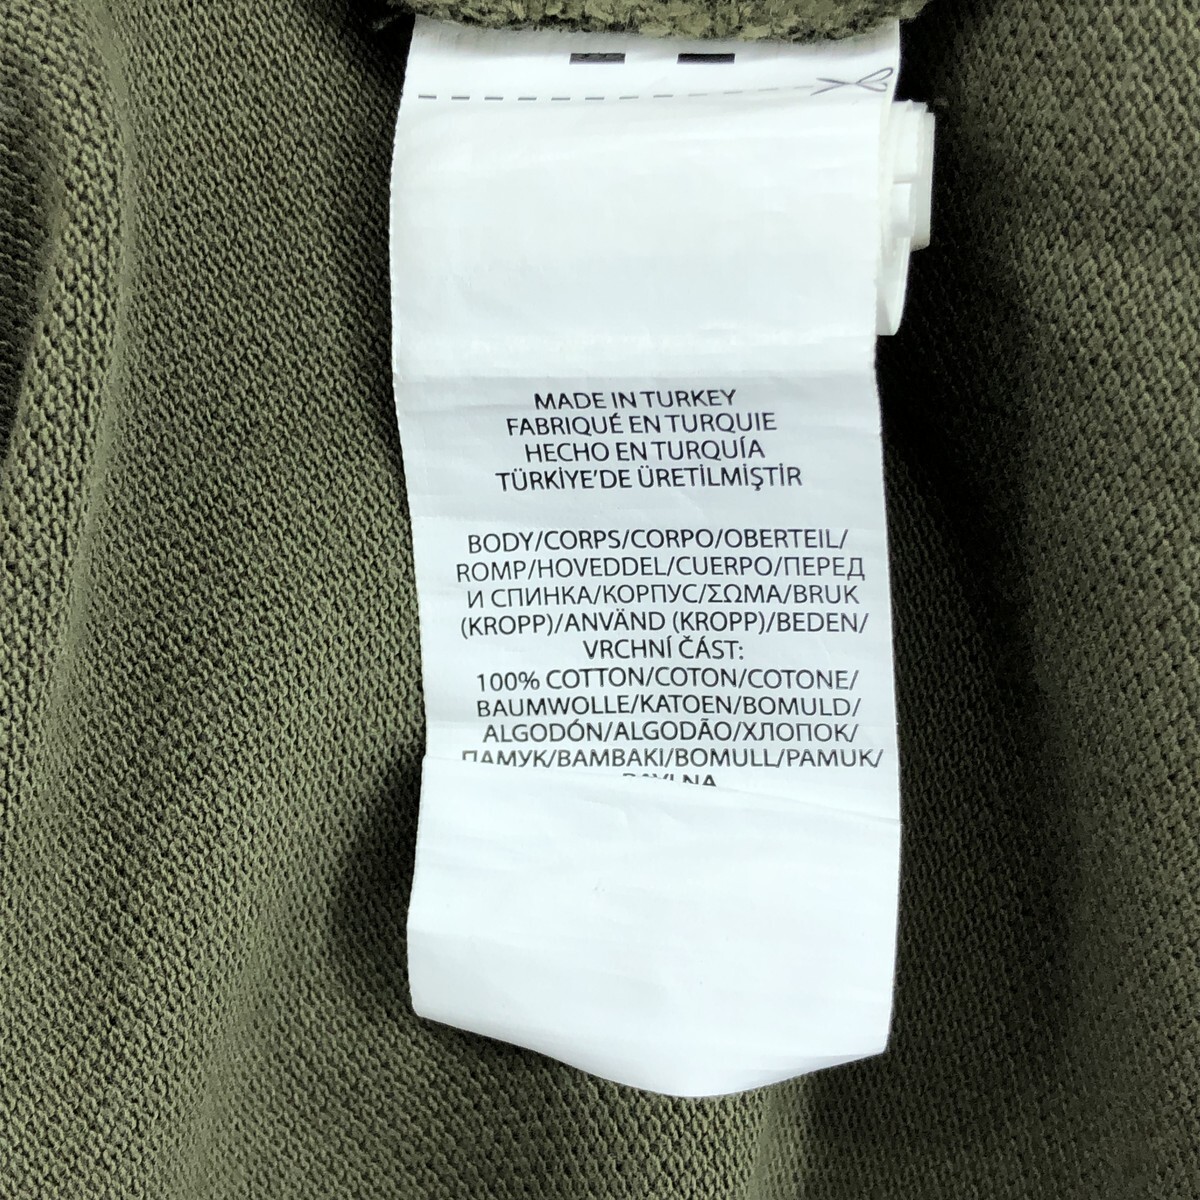 MADE IN TURKEY
FABRIQUÉ EN TURQUIE
HECHO EN TURQUÍA
TÜRKİYE'DE ÜRETİLMİŞTİR
BODY/CORPS/CORPO/OBERTEIL/
ROMP/HOVEDDEL/CUERPO/ПЕРЕД
И СПИНКА/КОРПУС/ΣΩΜΑ/BRUK
(KROPP)/ANVÄND (KROPP)/BEDEN/
VRCHNÍ ČÁST:
100% COTTON/COTON/COTONE/
BAUMWOLLE/KATOEN/BOMULD/
ALGODÓN/ALGODÃO/ХЛОПОК/
ПАМУК/BAMBAKI/BOMULL/PAMUK/